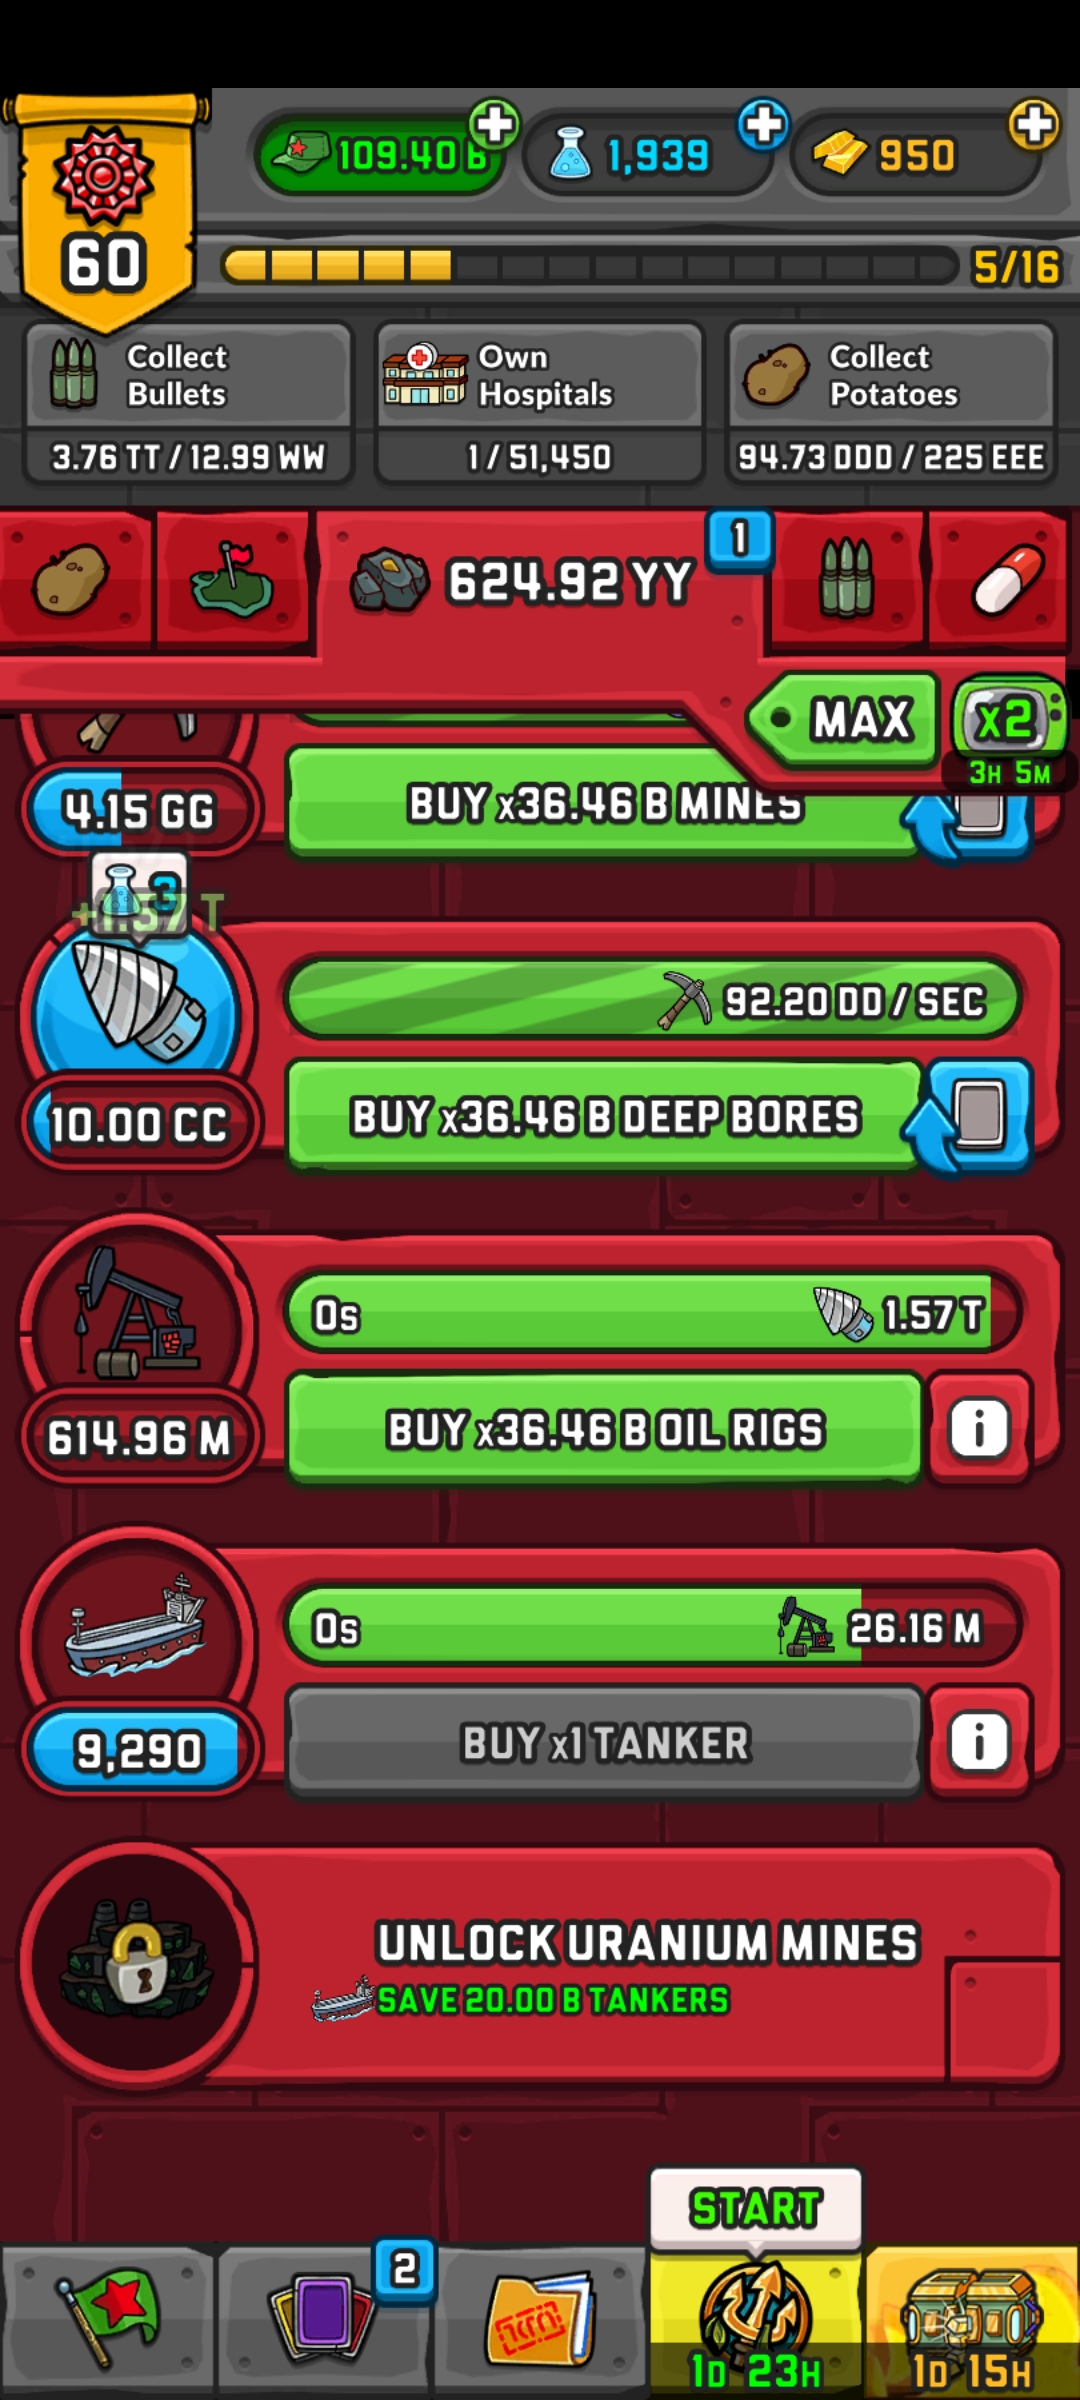 109.40 B
1,939
950
60
5/16
Collect
Bullets
3.76 TT / 12.99 WW
Own
Hospitals
1 / 51,450
Collect
Potatoes
94.73 DDD / 225 EEE
624.92 YY
1
MAX
x2
3H 5M
4.15 GG
BUY x36.46 B MINES
3
+1.57 T
92.20 DD / SEC
10.00 CC
BUY x36.46 B DEEP BORES
0s
1.57 T
614.96 M
BUY x36.46 B OIL RIGS
i
0s
26.16 M
9,290
BUY x1 TANKER
i
UNLOCK URANIUM MINES
SAVE 20.00 B TANKERS
START
2
1D 23H
1D 15H